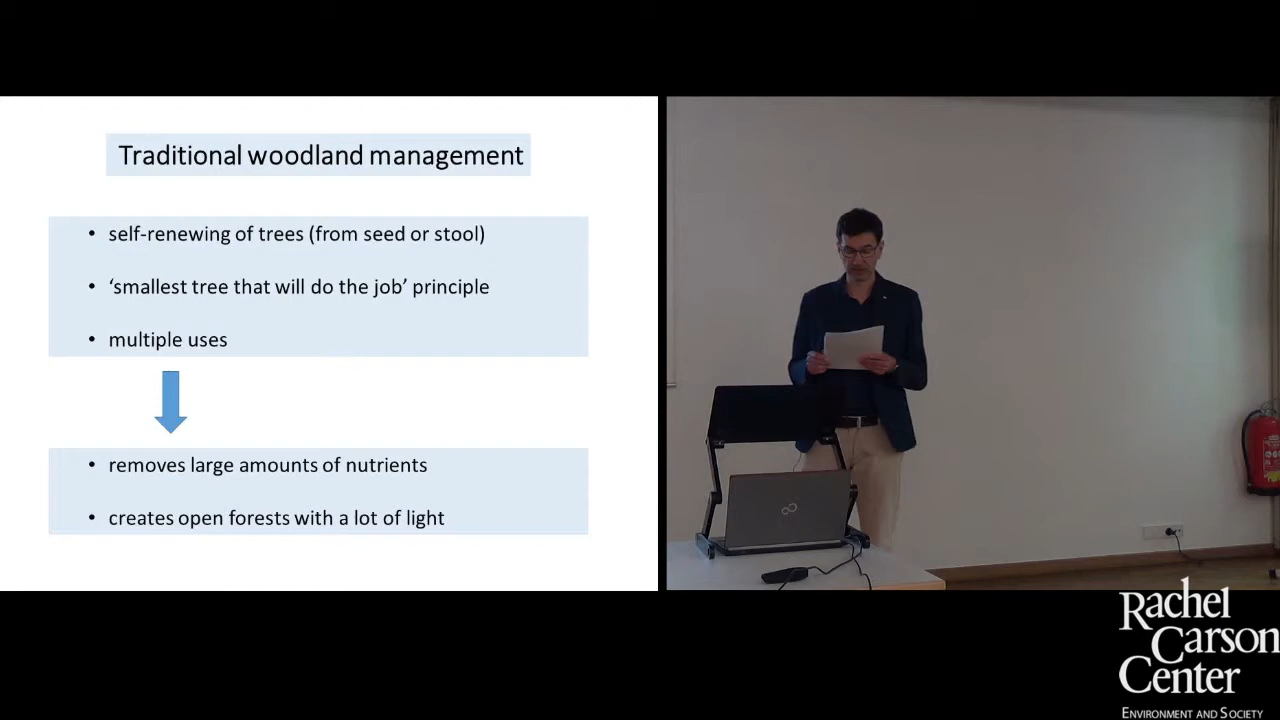 Traditional woodland management
• self-renewing of trees (from seed or stool)
• ‘smallest tree that will do the job’ principle
• multiple uses
• removes large amounts of nutrients
• creates open forests with a lot of light
Rachel
Carson
Center
Environment and Society